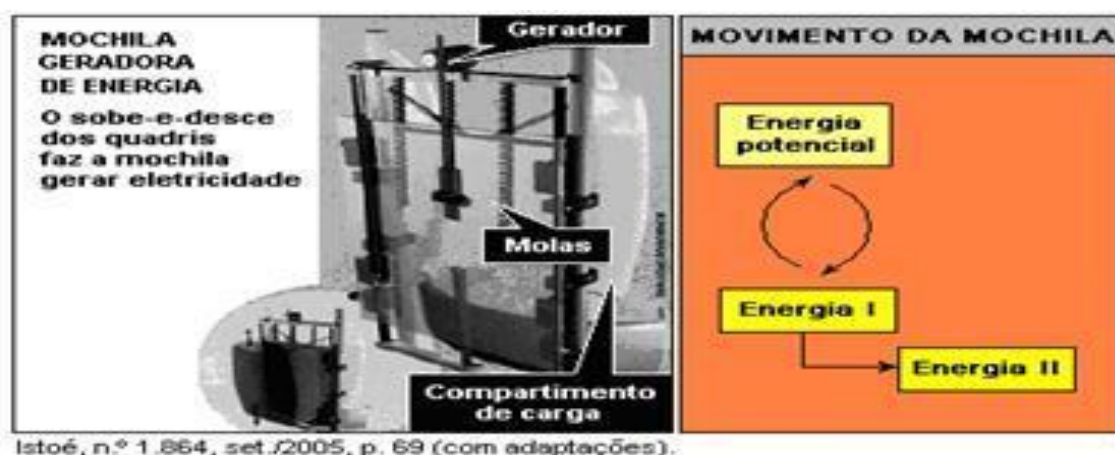 MOCHILA
GERADORA
DE ENERGIA
O sobe-e-desce
dos quadris
faz a mochila
gerar eletricidade
Gerador
Molas
Compartimento
de carga
MOVIMENTO DA MOCHILA
Energia
potencial
Energia I
Energia II
Istoé, n.º 1.864, set./2005, p. 69 (com adaptações).